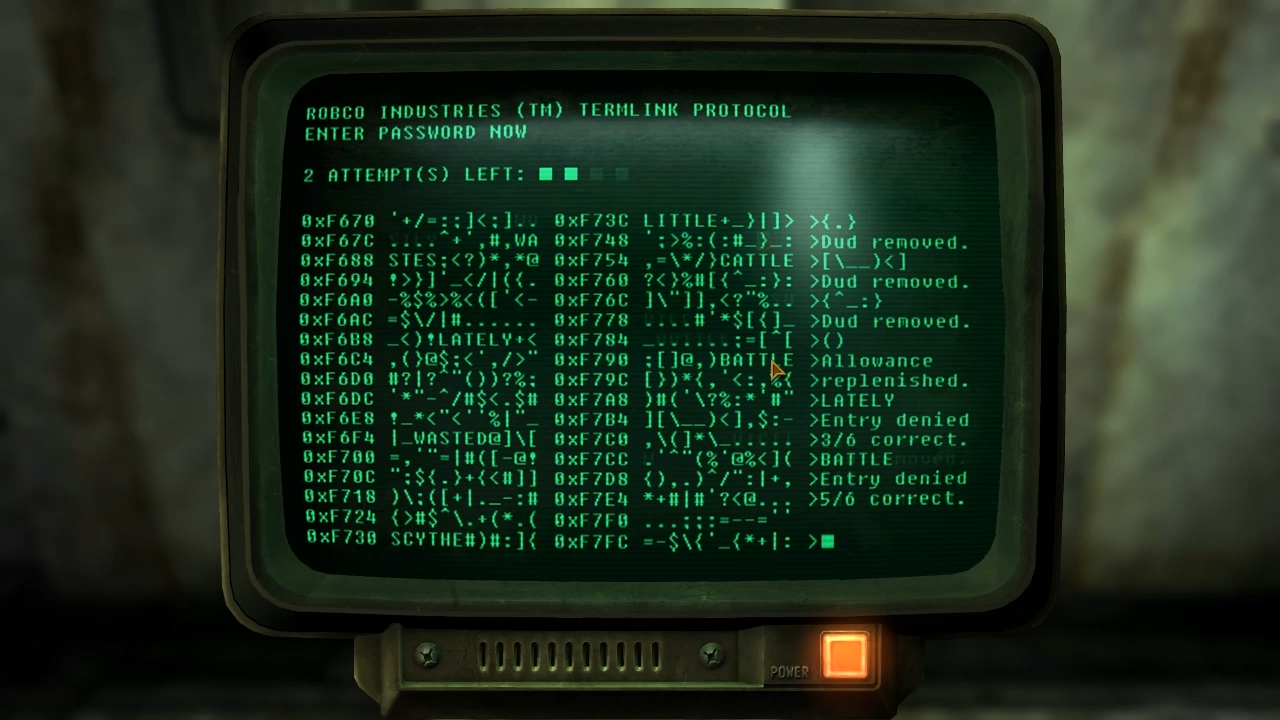 ROBCO INDUSTRIES (TM) TERMLINK PROTOCOL
ENTER PASSWORD NOW
2 ATTEMPT(S) LEFT:
0xF670 '+/=:;]<:]
0xF67C ^+',#,WA
0xF688 STES;<?)*,*@
0xF694 !>}]'_</|({.
0xF6A0 -%$%>%<(['<-
0xF6AC =$\/|#......
0xF6B8 _<)!LATELY+<
0xF6C4 ,(}@$;<',/>"
0xF6D0 #?|?^"())?%;
0xF6DC '*"-^/#$<.$#
0xF6E8 !_*<"<''%|"_
0xF6F4 |_WASTED@]\[
0xF700 =,'"=|#([-@!
0xF70C ":${.}+{<#]]
0xF718 )\;([+|._-:#
0xF724 {>#$^\.+(*.(
0xF730 SCYTHE#)#:]{
0xF73C LITTLE+_}|]>
0xF748 ':>%:(:#_}_:
0xF754 ,=\*/}CATTLE
0xF760 ?<}%#[{^_:}:
0xF76C ]\"]],<?"%..
0xF778 #'*$[{]_
0xF784 ;=[^[
0xF790 ;[]@,)BATTLE
0xF79C [})*{,'<:,%{
0xF7A8 )#('\?%:*'#"
0xF7B4 ][\__)<],$:-
0xF7C0 ,\(]*\_
0xF7CC '^"(%'@%<](
0xF7D8 {),.)^/":|+,
0xF7E4 *+#|#'?<@...
0xF7F0 ...;:;=--=
0xF7FC =-$\{'_{*+|:
>{.}
>Dud removed.
>[\__)<]
>Dud removed.
>{^_:}
>Dud removed.
>()
>Allowance
>replenished.
>LATELY
>Entry denied
>3/6 correct.
>BATTLE
>Entry denied
>5/6 correct.
>
POWER